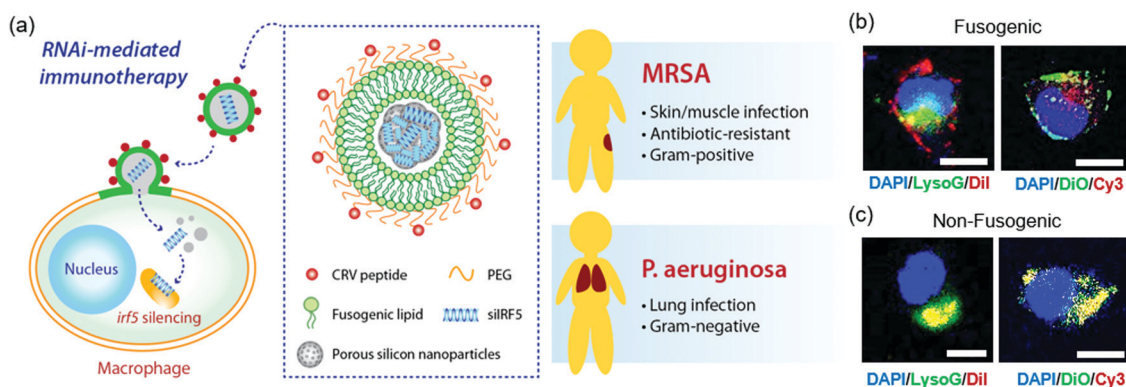 (a)
RNAi-mediated
immunotherapy
Nucleus
irf5 silencing
Macrophage
CRV peptide
PEG
Fusogenic lipid
siIRF5
Porous silicon nanoparticles
MRSA
• Skin/muscle infection
• Antibiotic-resistant
• Gram-positive
P. aeruginosa
• Lung infection
• Gram-negative
(b)
Fusogenic
DAPI/LysoG/DiI
DAPI/DiO/Cy3
(c)
Non-Fusogenic
DAPI/LysoG/DiI
DAPI/DiO/Cy3